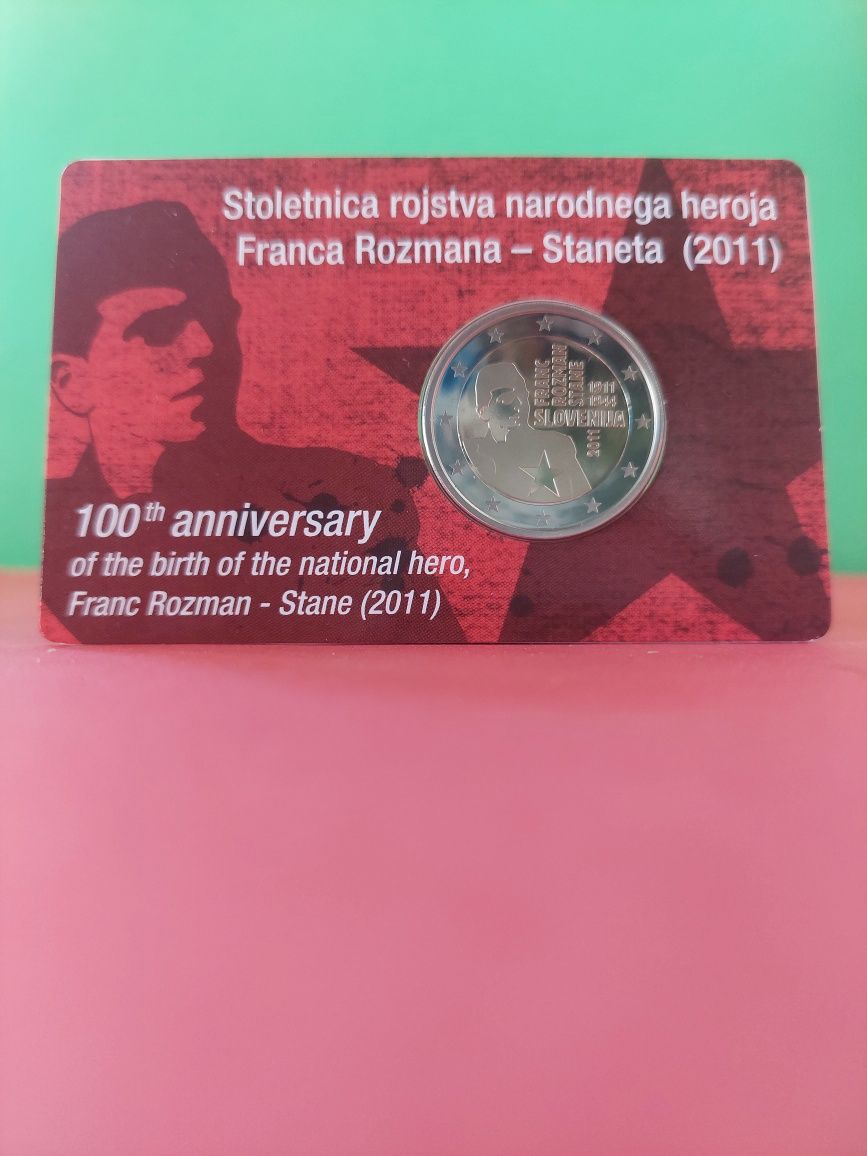 Stoletnica rojstva narodnega heroja
Franca Rozmana – Staneta (2011)
FRANC
ROZMAN
STANE
1911
1944
SLOVENIJA
2011
100th anniversary
of the birth of the national hero,
Franc Rozman - Stane (2011)